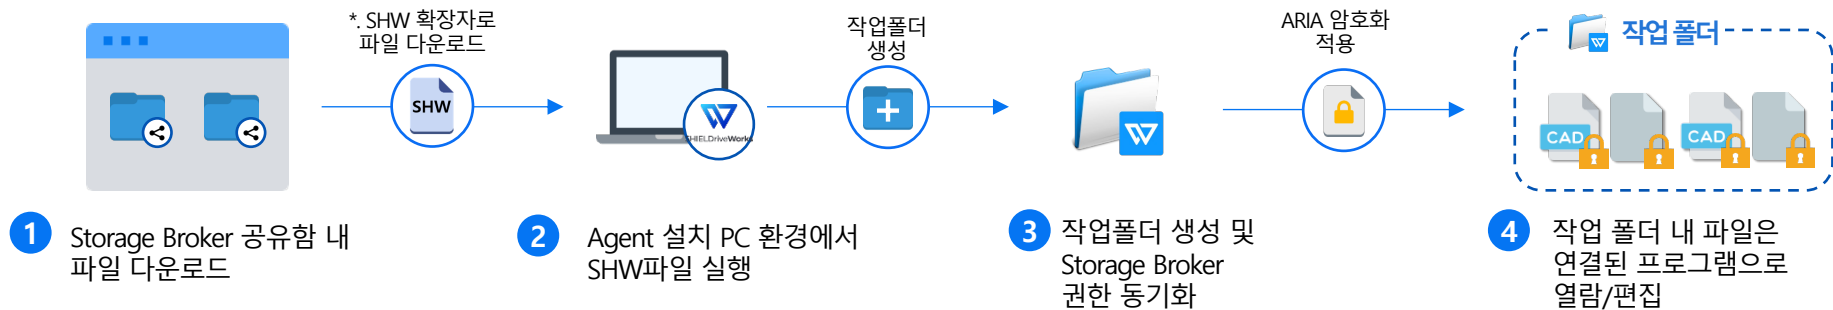 *. SHW 확장자로
파일 다운로드
SHW
SHIELDriveWorks
작업폴더
생성
ARIA 암호화
적용
작업 폴더
CAD
CAD
1
Storage Broker 공유함 내
파일 다운로드
2
Agent 설치 PC 환경에서
SHW파일 실행
3
작업폴더 생성 및
Storage Broker
권한 동기화
4
작업 폴더 내 파일은
연결된 프로그램으로
열람/편집